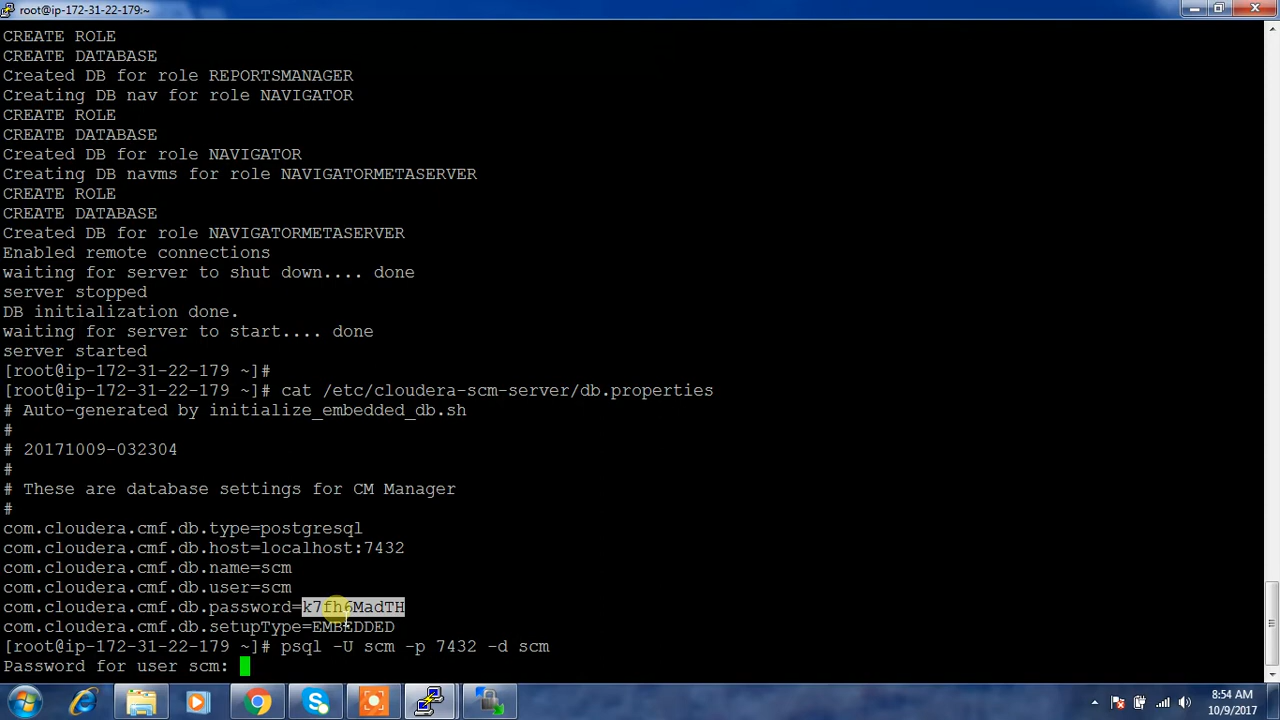 root@ip-172-31-22-179:~
CREATE ROLE
CREATE DATABASE
Created DB for role REPORTSMANAGER
Creating DB nav for role NAVIGATOR
CREATE ROLE
CREATE DATABASE
Created DB for role NAVIGATOR
Creating DB navms for role NAVIGATORMETASERVER
CREATE ROLE
CREATE DATABASE
Created DB for role NAVIGATORMETASERVER
Enabled remote connections
waiting for server to shut down.... done
server stopped
DB initialization done.
waiting for server to start.... done
server started
[root@ip-172-31-22-179 ~]#
[root@ip-172-31-22-179 ~]# cat /etc/cloudera-scm-server/db.properties
# Auto-generated by initialize_embedded_db.sh
#
# 20171009-032304
#
# These are database settings for CM Manager
#
com.cloudera.cmf.db.type=postgresql
com.cloudera.cmf.db.host=localhost:7432
com.cloudera.cmf.db.name=scm
com.cloudera.cmf.db.user=scm
com.cloudera.cmf.db.password=k7fh6MadTH
com.cloudera.cmf.db.setupType=EMBEDDED
[root@ip-172-31-22-179 ~]# psql -U scm -p 7432 -d scm
Password for user scm:
8:54 AM
10/9/2017